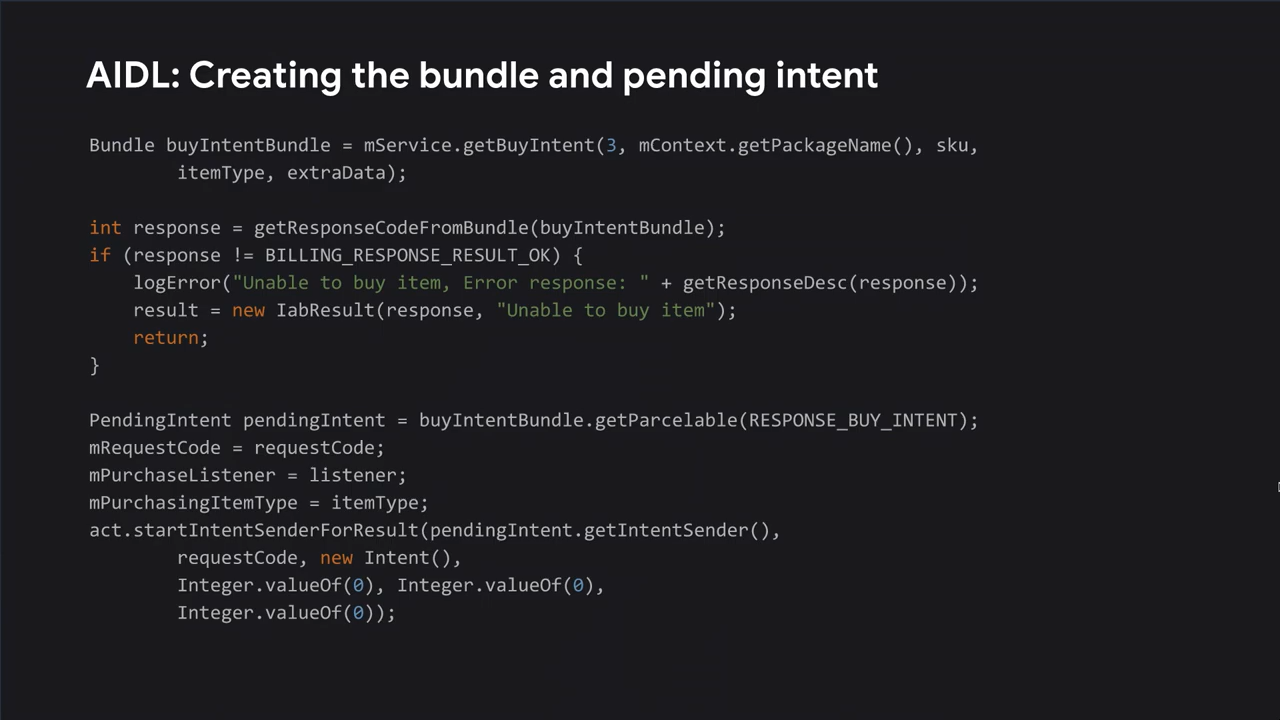 AIDL: Creating the bundle and pending intent
Bundle buyIntentBundle = mService.getBuyIntent(3, mContext.getPackageName(), sku,
        itemType, extraData);
int response = getResponseCodeFromBundle(buyIntentBundle);
if (response != BILLING_RESPONSE_RESULT_OK) {
    logError("Unable to buy item, Error response: " + getResponseDesc(response));
    result = new IabResult(response, "Unable to buy item");
    return;
}
PendingIntent pendingIntent = buyIntentBundle.getParcelable(RESPONSE_BUY_INTENT);
mRequestCode = requestCode;
mPurchaseListener = listener;
mPurchasingItemType = itemType;
act.startIntentSenderForResult(pendingIntent.getIntentSender(),
        requestCode, new Intent(),
        Integer.valueOf(0), Integer.valueOf(0),
        Integer.valueOf(0));